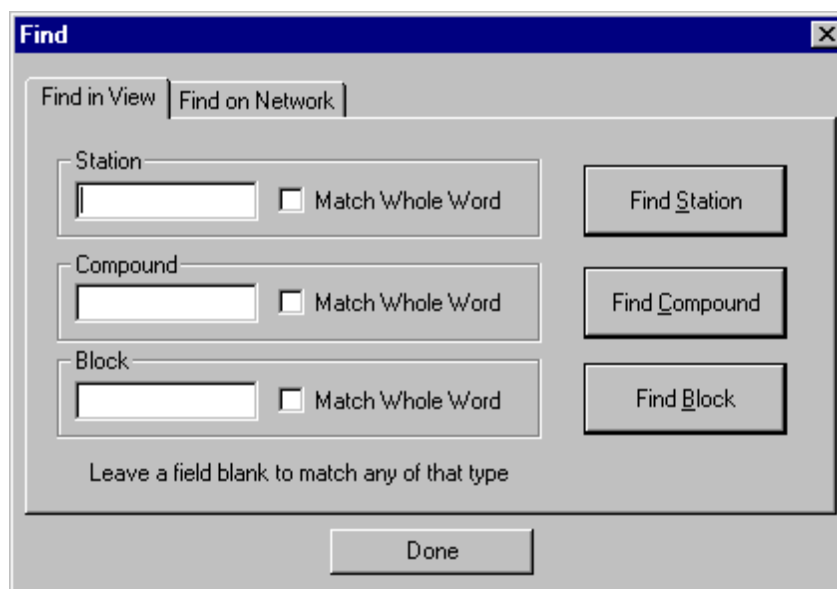 Find
Find in View Find on Network
Station
Match Whole Word Find Station
Compound
Match Whole Word Find Compound
Block
Match Whole Word Find Block
Leave a field blank to match any of that type
Done